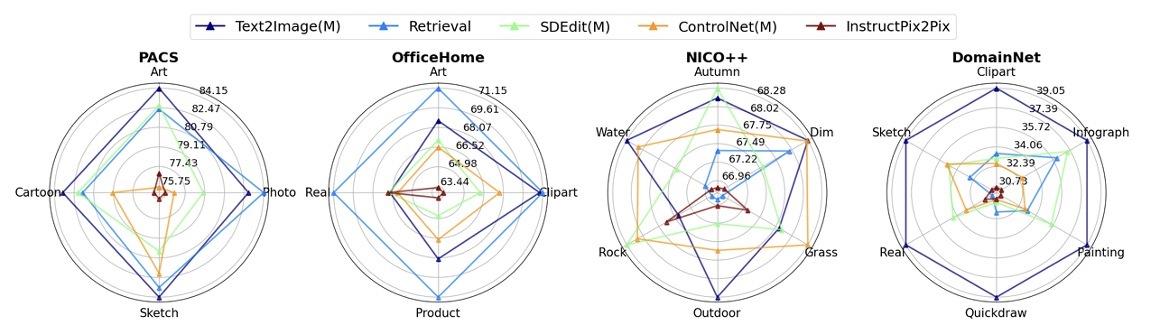 Text2Image(M) Retrieval SDEdit(M) ControlNet(M) InstructPix2Pix
PACS
Art
84.15
82.47
80.79
79.11
77.43
75.75
Cartoon
Photo
Sketch
OfficeHome
Art
71.15
69.61
68.07
66.52
64.98
63.44
Real
Clipart
Product
NICO++
Autumn
68.28
68.02
67.75
67.49
67.22
66.96
Water
Dim
Rock
Grass
Outdoor
DomainNet
Clipart
39.05
37.39
35.72
34.06
32.39
30.73
Sketch
Infograph
Real
Painting
Quickdraw